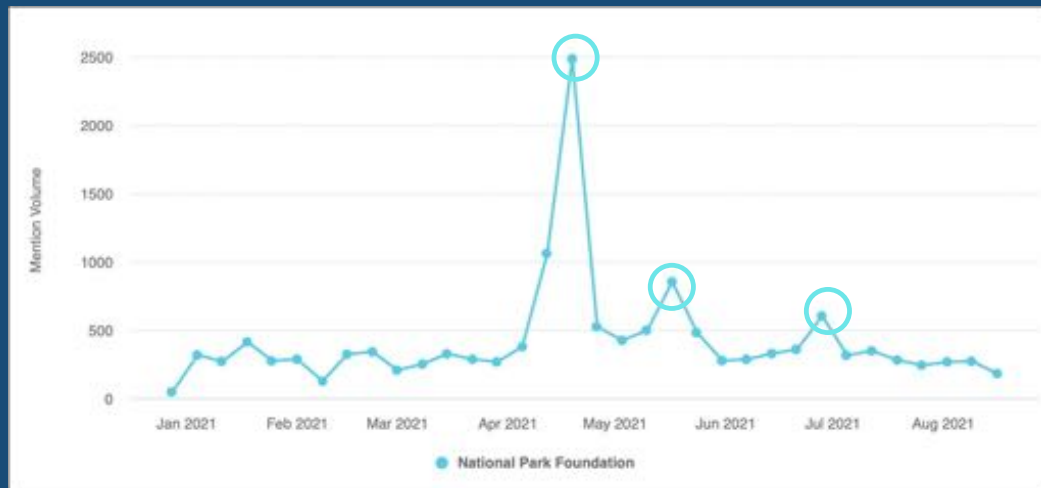 Mention Volume
2500
2000
1500
1000
500
0
Jan 2021 Feb 2021 Mar 2021 Apr 2021 May 2021 Jun 2021 Jul 2021 Aug 2021
National Park Foundation